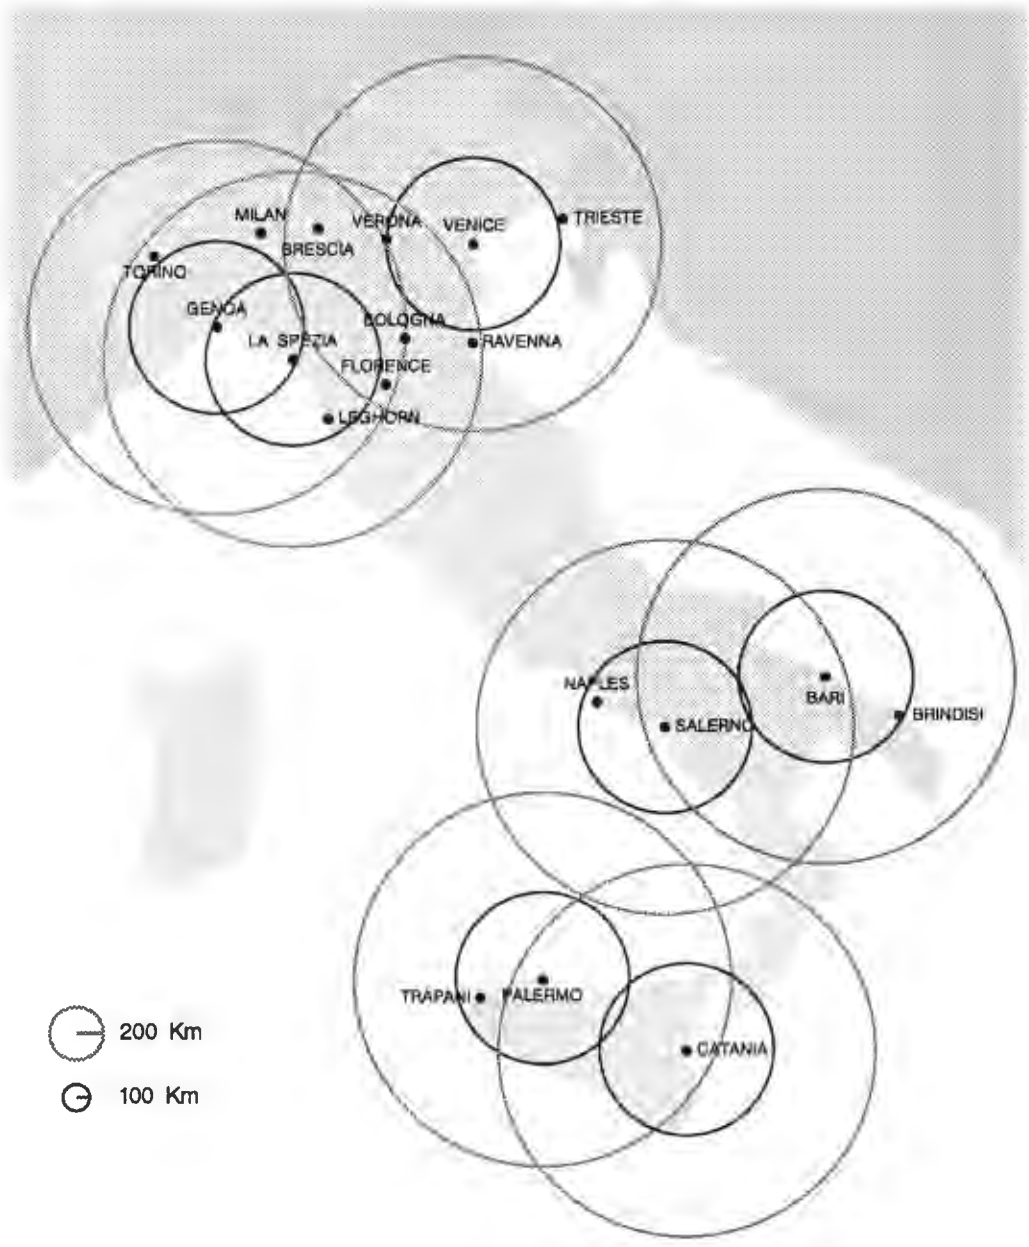 MILAN
VERONA
VENICE
TRIESTE
BRESCIA
TORINO
GENOA
BOLOGNA
LA SPEZIA
RAVENNA
FLORENCE
LEGHORN
NAPLES
BARI
BRINDISI
SALERNO
TRAPANI
PALERMO
CATANIA
200 Km
100 Km